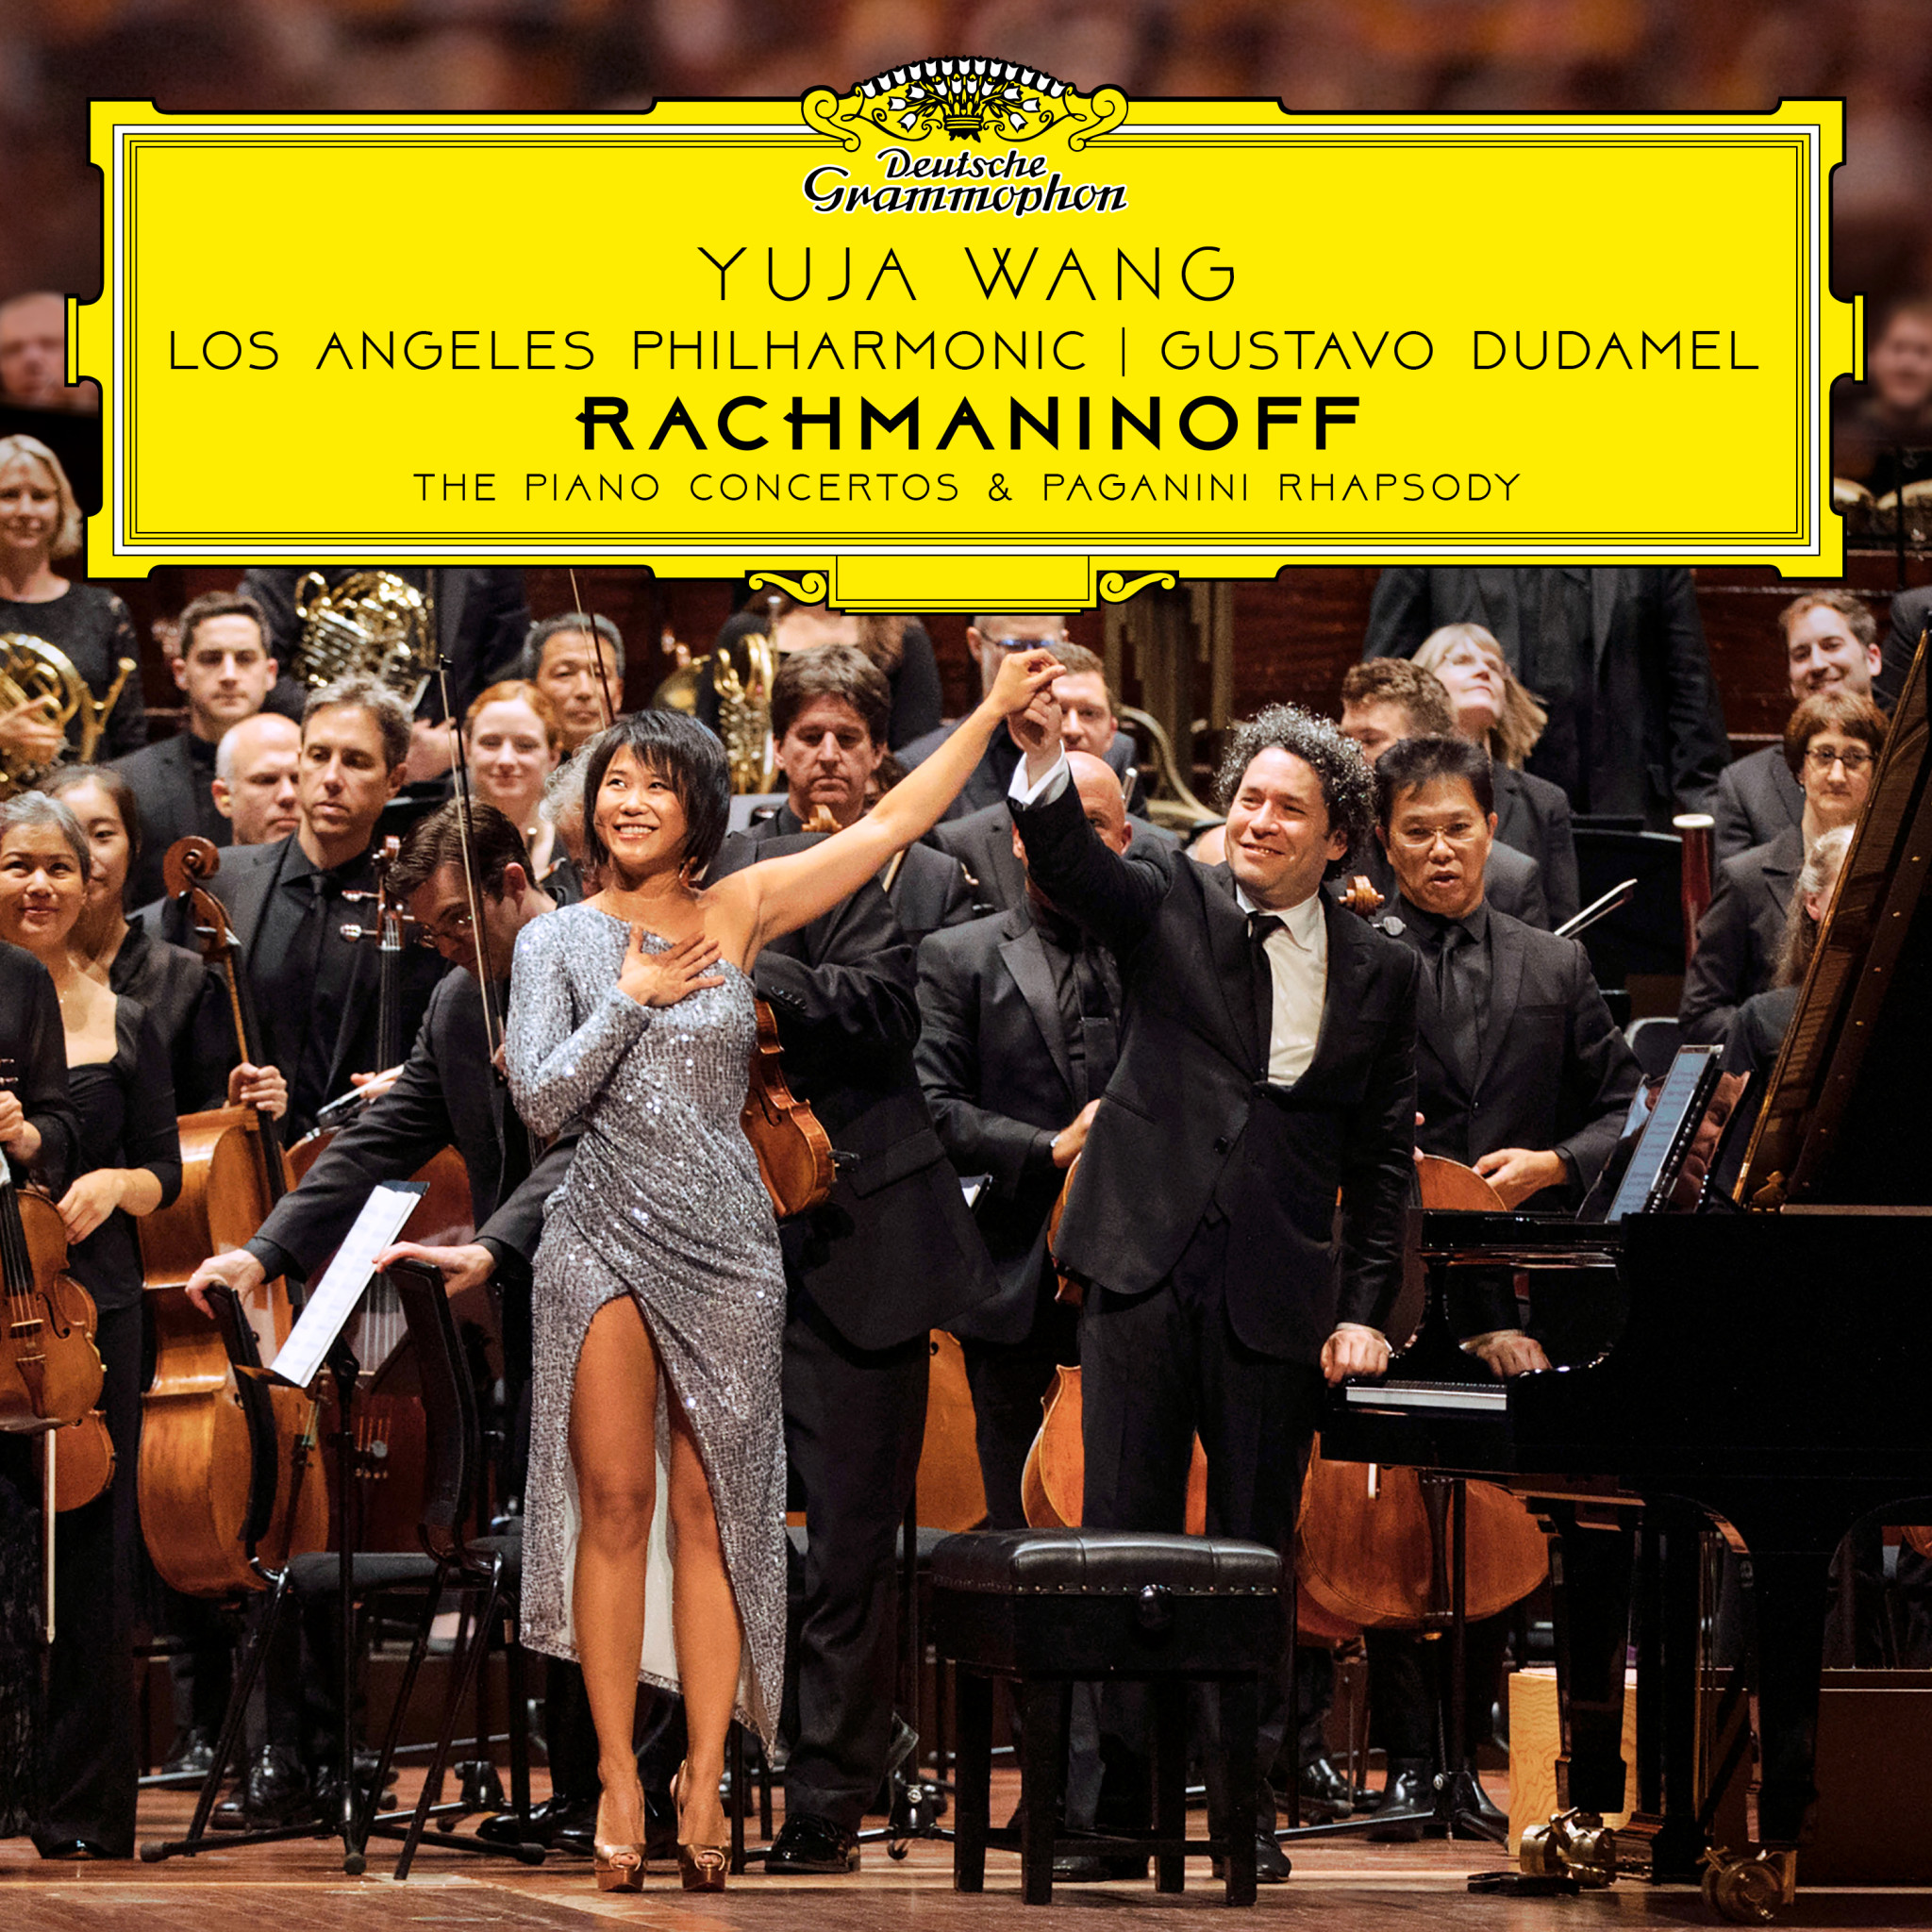 Deutsche
Grammophon
YUJA WANG
LOS ANGELES PHILHARMONIC | GUSTAVO DUDAMEL
RACHMANINOFF
THE PIANO CONCERTOS & PAGANINI RHAPSODY